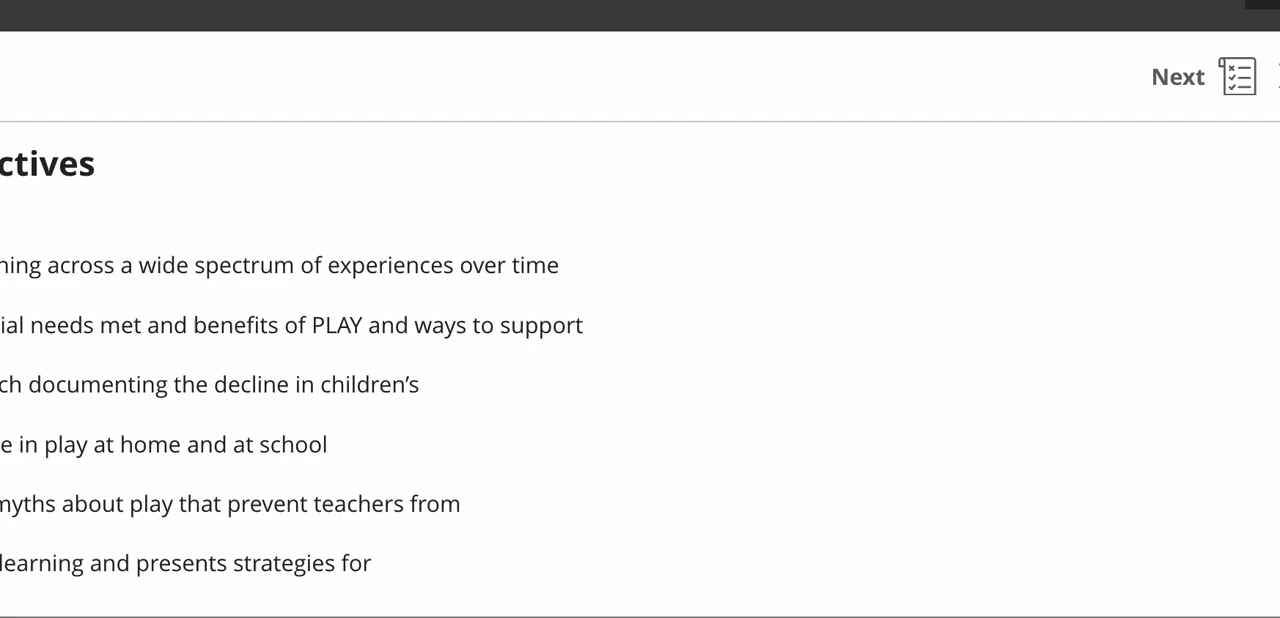 Next
ctives
ning across a wide spectrum of experiences over time
ial needs met and benefits of PLAY and ways to support
ch documenting the decline in children’s
e in play at home and at school
myths about play that prevent teachers from
learning and presents strategies for